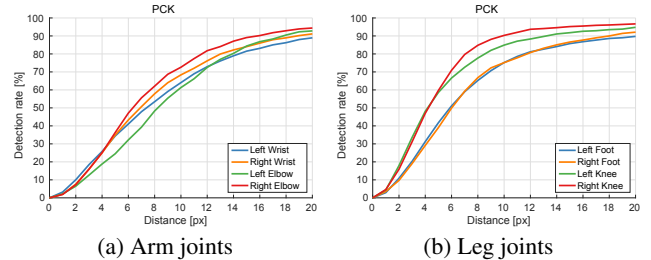 PCK
100
90
80
70
60
50
40
30
20
10
0
Detection rate [%]
0 2 4 6 8 10 12 14 16 18 20
Distance [px]
Left Wrist
Right Wrist
Left Elbow
Right Elbow
(a) Arm joints
PCK
100
90
80
70
60
50
40
30
20
10
0
Detection rate [%]
0 2 4 6 8 10 12 14 16 18 20
Distance [px]
Left Foot
Right Foot
Left Knee
Right Knee
(b) Leg joints